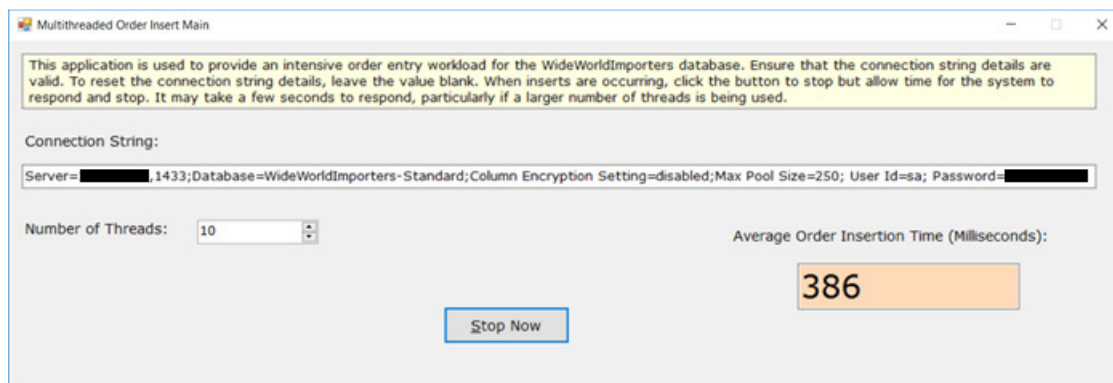 Multithreaded Order Insert Main
This application is used to provide an intensive order entry workload for the WideWorldImporters database. Ensure that the connection string details are
valid. To reset the connection string details, leave the value blank. When inserts are occurring, click the button to stop but allow time for the system to
respond and stop. It may take a few seconds to respond, particularly if a larger number of threads is being used.
Connection String:
Server= ,1433;Database=WideWorldImporters-Standard;Column Encryption Setting=disabled;Max Pool Size=250; User Id=sa; Password=
Number of Threads: 10
Average Order Insertion Time (Milliseconds):
386
Stop Now